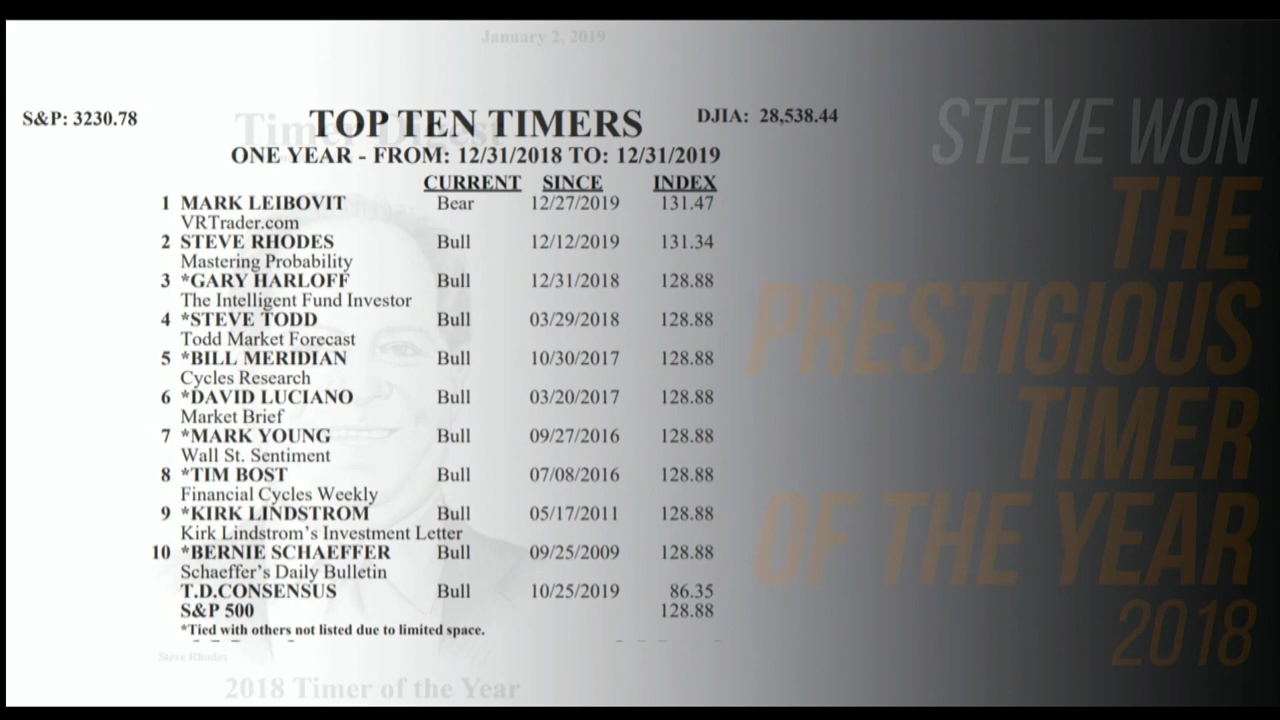 January 2, 2019
S&P: 3230.78
Timer Digest
TOP TEN TIMERS
DJIA: 28,538.44
ONE YEAR - FROM: 12/31/2018 TO: 12/31/2019
CURRENT SINCE INDEX
1 MARK LEIBOVIT Bear 12/27/2019 131.47
VRTrader.com
2 STEVE RHODES Bull 12/12/2019 131.34
Mastering Probability
3 *GARY HARLOFF Bull 12/31/2018 128.88
The Intelligent Fund Investor
4 *STEVE TODD Bull 03/29/2018 128.88
Todd Market Forecast
5 *BILL MERIDIAN Bull 10/30/2017 128.88
Cycles Research
6 *DAVID LUCIANO Bull 03/20/2017 128.88
Market Brief
7 *MARK YOUNG Bull 09/27/2016 128.88
Wall St. Sentiment
8 *TIM BOST Bull 07/08/2016 128.88
Financial Cycles Weekly
9 *KIRK LINDSTROM Bull 05/17/2011 128.88
Kirk Lindstrom's Investment Letter
10 *BERNIE SCHAEFFER Bull 09/25/2009 128.88
Schaeffer's Daily Bulletin
T.D.CONSENSUS Bull 10/25/2019 86.35
S&P 500 128.88
*Tied with others not listed due to limited space.
Steve Rhodes
2018 Timer of the Year
STEVE WON
THE
PRESTIGIOUS
TIMER
OF THE YEAR
2018